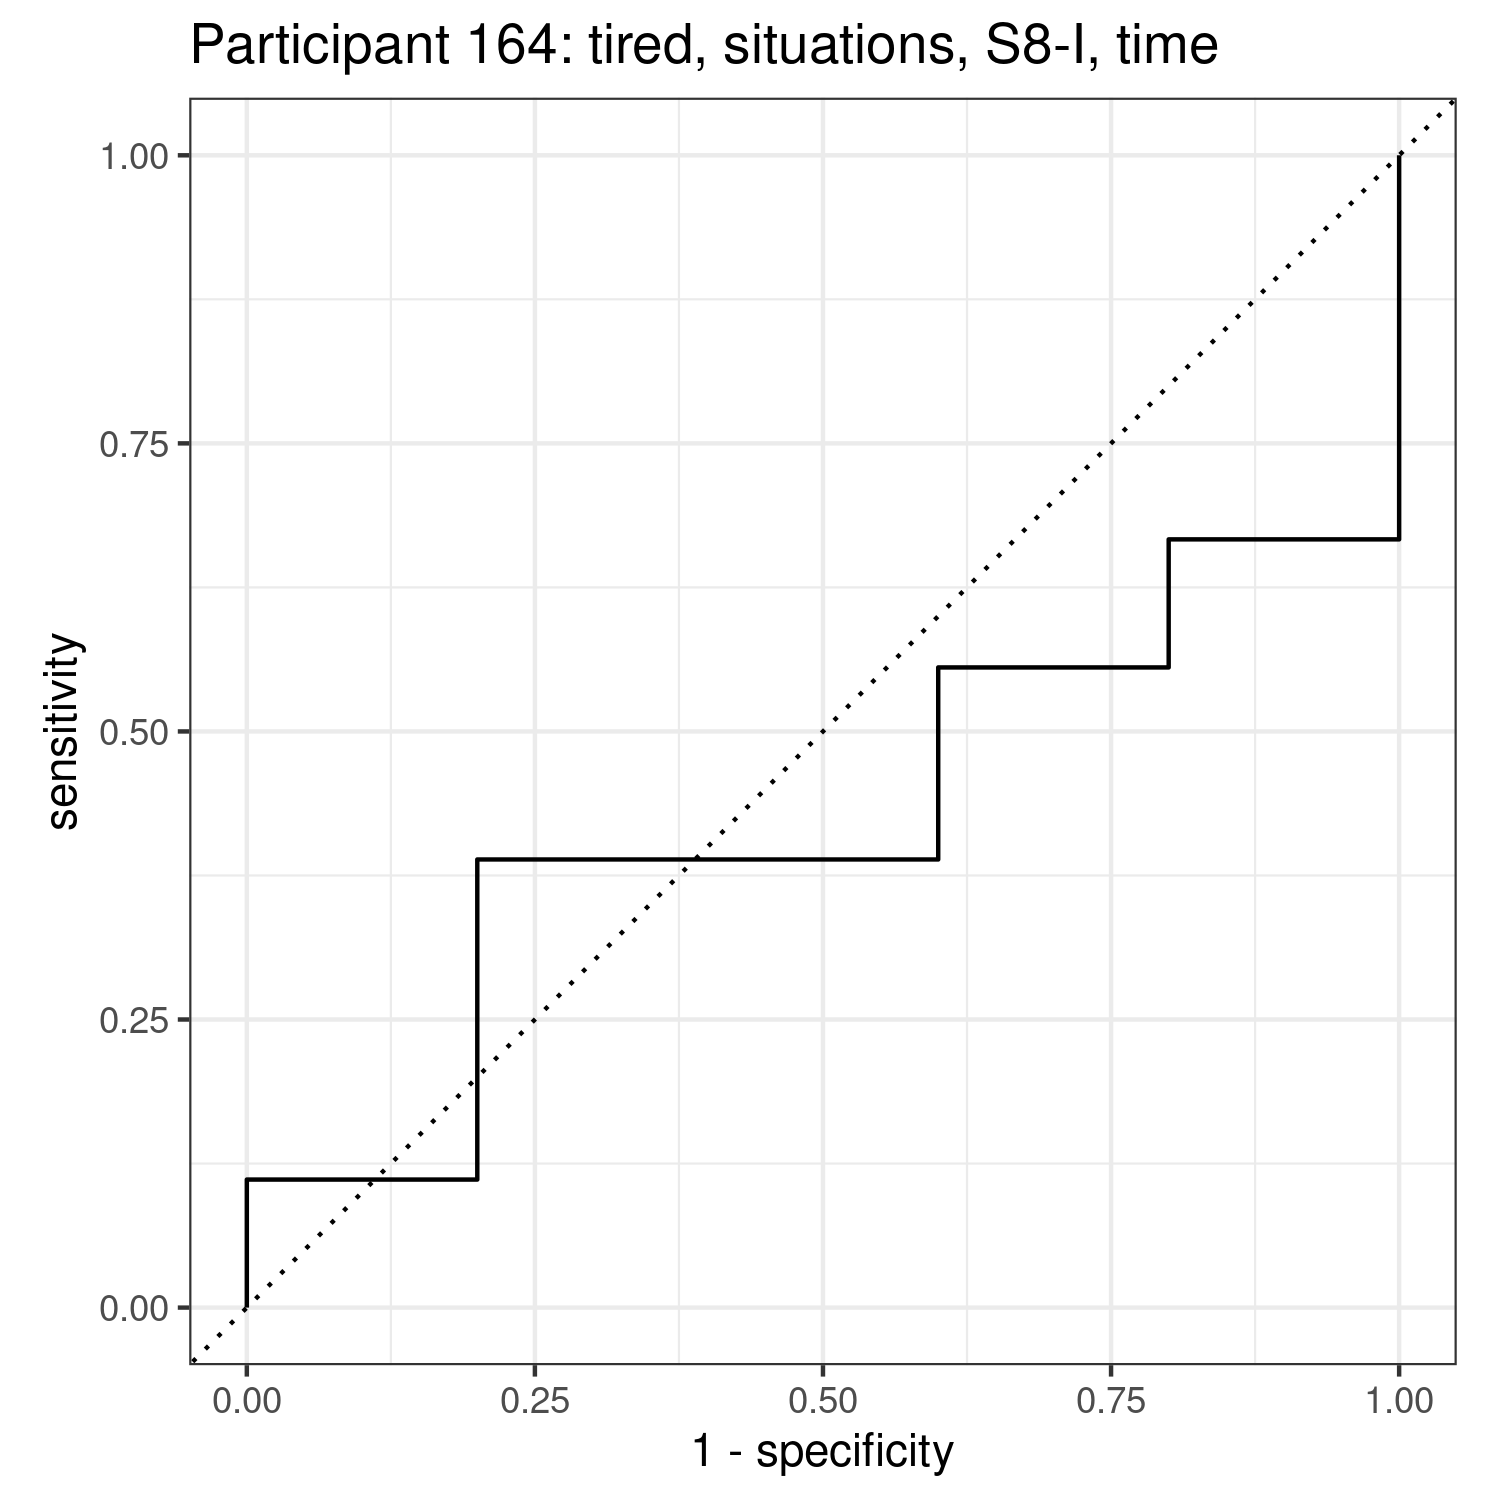 Participant 164: tired, situations, S8-I, time
sensitivity
1.00
0.75
0.50
0.25
0.00
0.00 0.25 0.50 0.75 1.00
1 - specificity